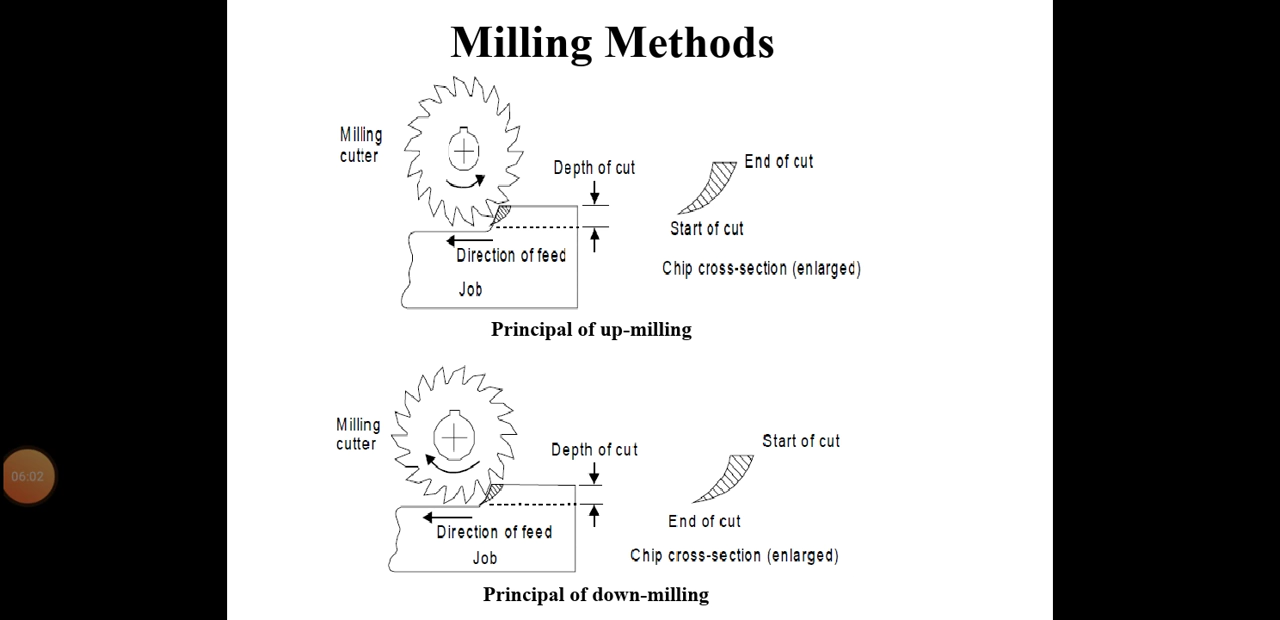 Milling Methods
Milling
cutter
Depth of cut
End of cut
Start of cut
Direction of feed
Chip cross-section (enlarged)
Job
Principal of up-milling
Milling
cutter
Depth of cut
Start of cut
06:02
End of cut
Direction of feed
Job
Chip cross-section (enlarged)
Principal of down-milling